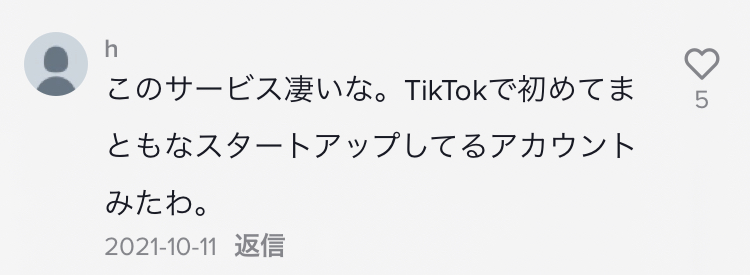 h
このサービス凄いな。TikTokで初めてま
ともなスタートアップしてるアカウント
みたわ。
5
2021-10-11 返信